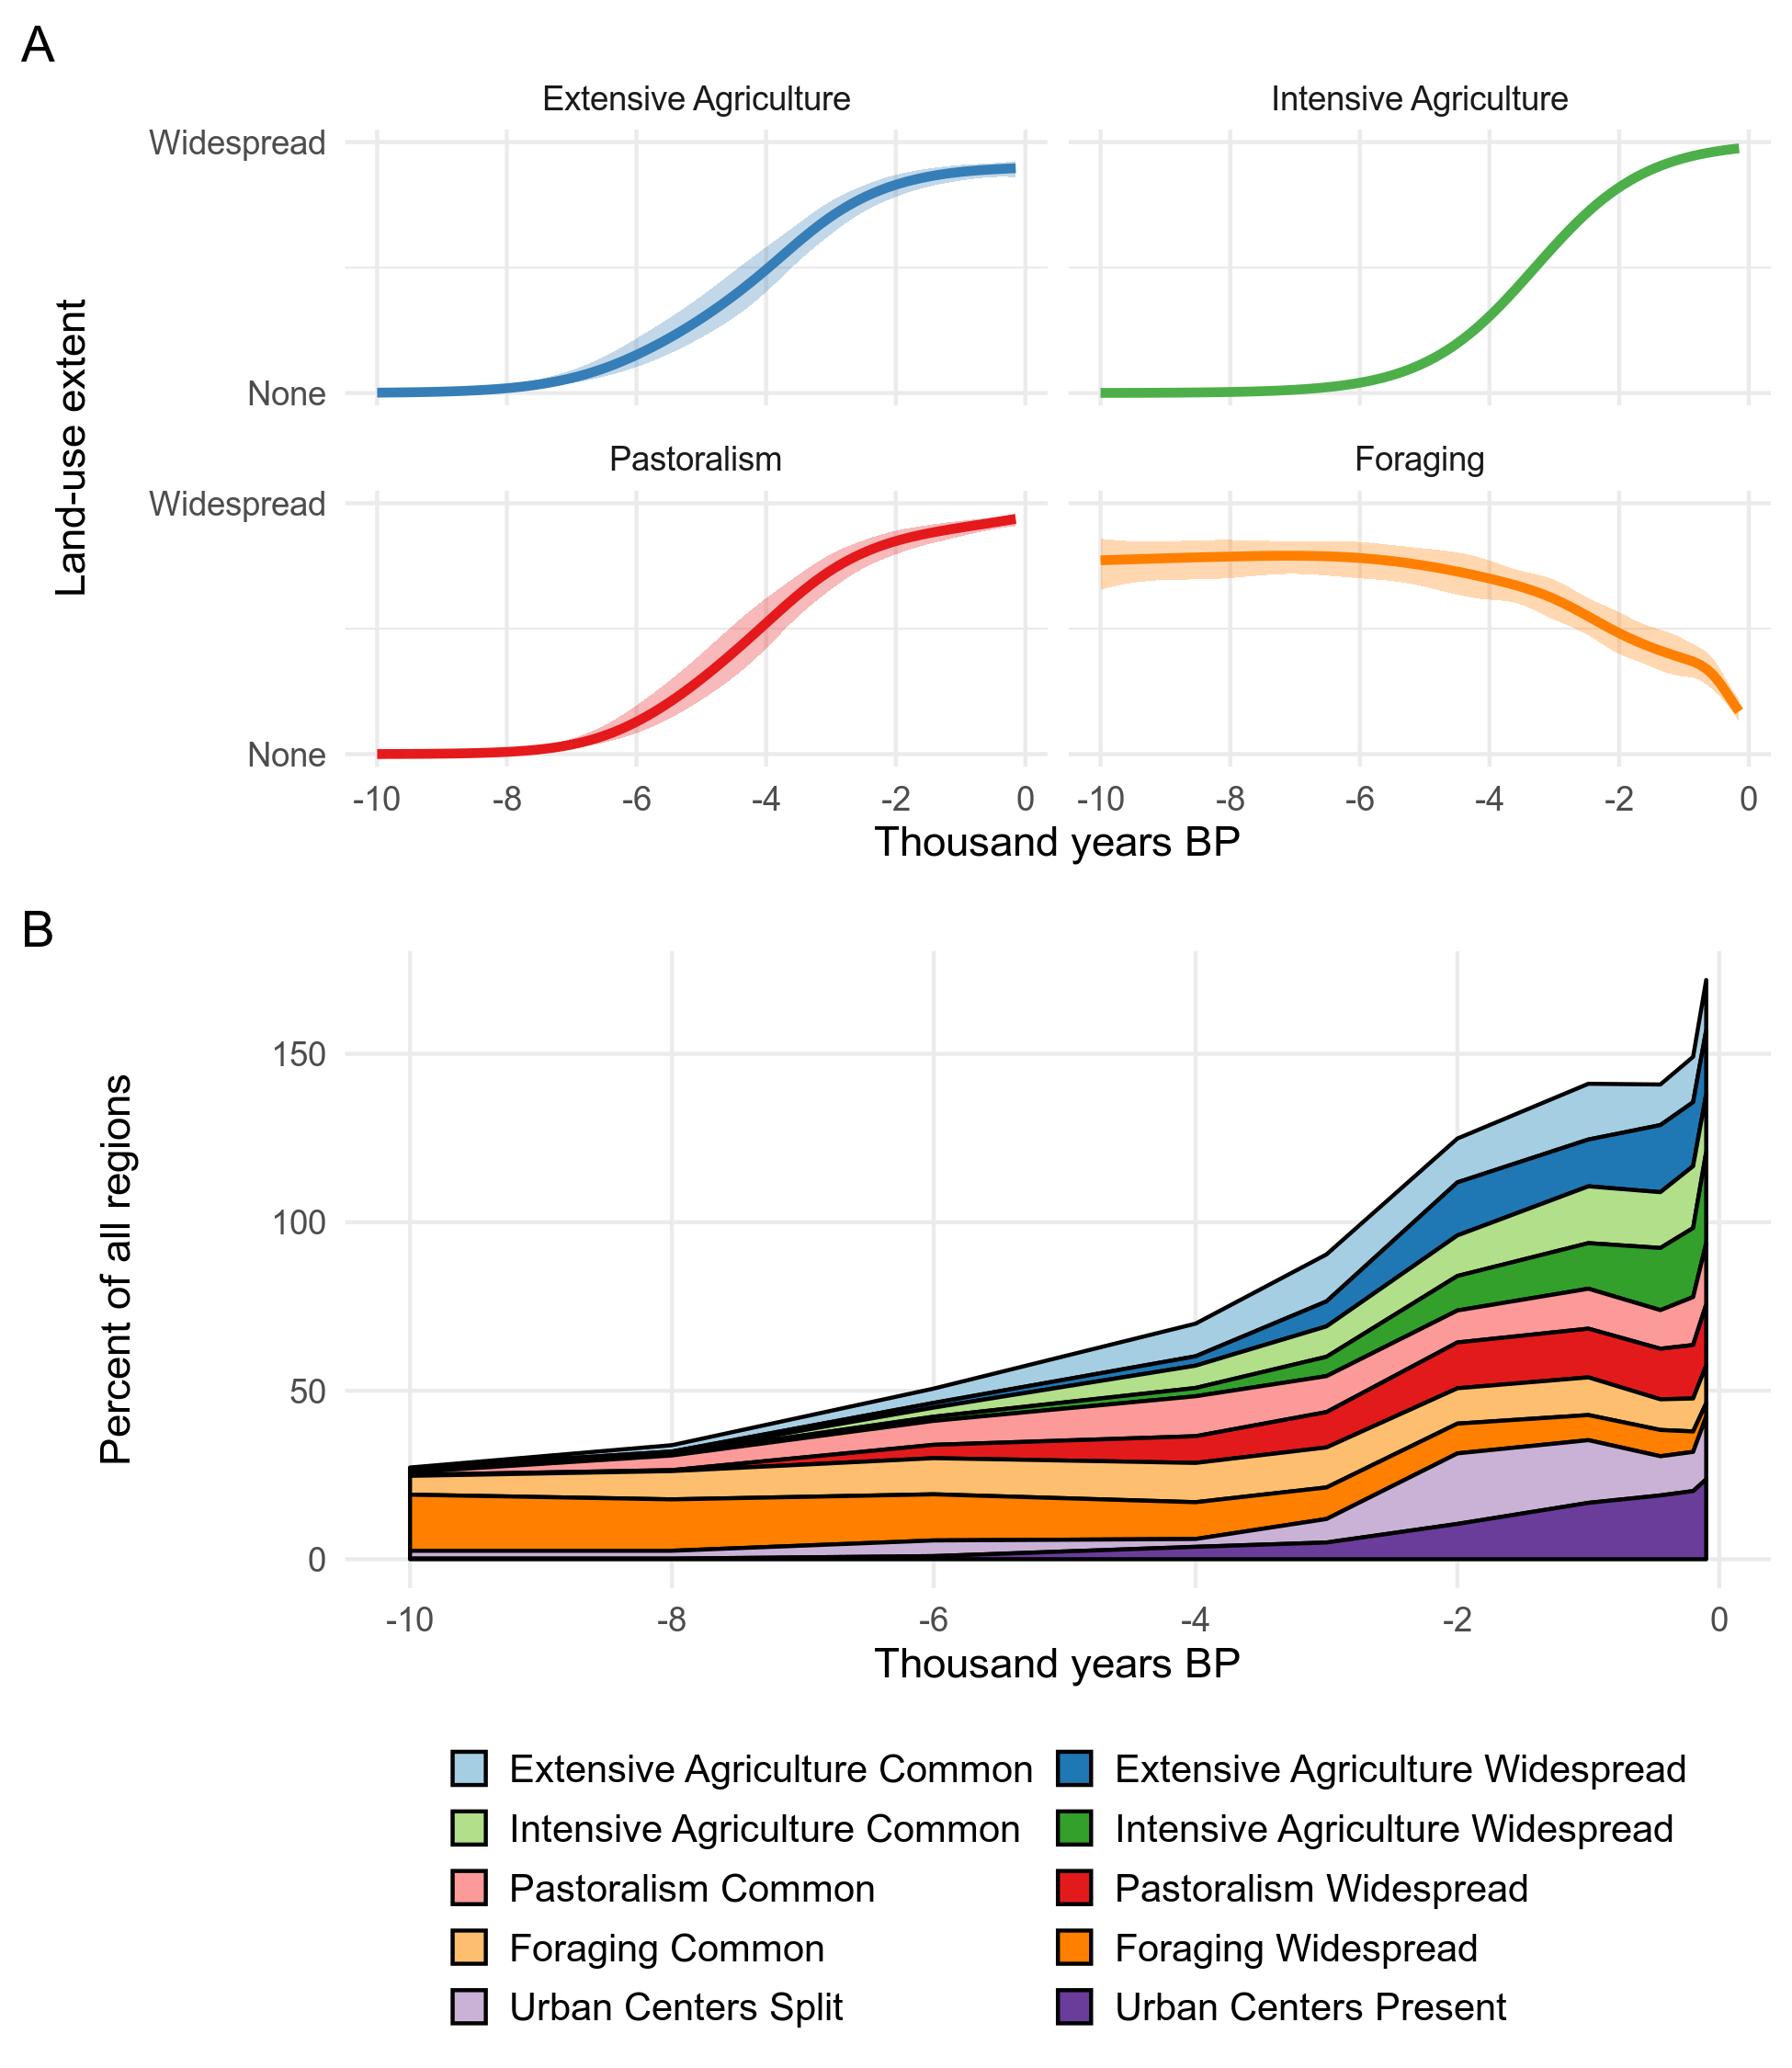 A
Extensive Agriculture
Intensive Agriculture
Widespread
None
Pastoralism
Foraging
Widespread
None
Land-use extent
-10 -8 -6 -4 -2 0 -10 -8 -6 -4 -2 0
Thousand years BP
B
150
100
50
0
Percent of all regions
-10 -8 -6 -4 -2 0
Thousand years BP
Extensive Agriculture Common Extensive Agriculture Widespread
Intensive Agriculture Common Intensive Agriculture Widespread
Pastoralism Common Pastoralism Widespread
Foraging Common Foraging Widespread
Urban Centers Split Urban Centers Present